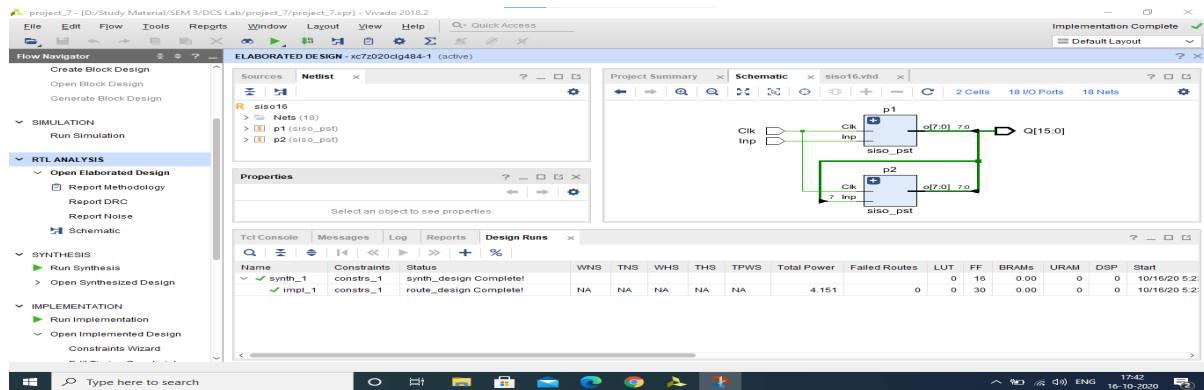 project_7 - [D:/Study Material/SEM 3/DCS Lab/project_7/project_7.xpr] - Vivado 2018.2
File Edit Flow Tools Reports Window Layout View Help Quick Access
Implementation Complete
Default Layout
Flow Navigator
ELABORATED DESIGN - xc7z020clg484-1 (active)
Create Block Design
Open Block Design
Generate Block Design
SIMULATION
Run Simulation
RTL ANALYSIS
Open Elaborated Design
Report Methodology
Report DRC
Report Noise
Schematic
SYNTHESIS
Run Synthesis
Open Synthesized Design
IMPLEMENTATION
Run Implementation
Open Implemented Design
Constraints Wizard
Sources Netlist
siso16
Nets (18)
p1 (siso_pst)
p2 (siso_pst)
Properties
Select an object to see properties
Project Summary Schematic siso16.vhd
2 Cells 18 I/O Ports 18 Nets
p1
Clk Clk o[7:0] 7:0 Q[15:0]
Inp Inp
siso_pst
p2
Clk o[7:0] 7:0
7 Inp
siso_pst
Tcl Console Messages Log Reports Design Runs
Name Constraints Status WNS TNS WHS THS TPWS Total Power Failed Routes LUT FF BRAMs URAM DSP Start
synth_1 constrs_1 synth_design Complete! 0 16 0.00 0 0 10/16/20 5:2
impl_1 constrs_1 route_design Complete! NA NA NA NA NA 4.151 0 0 30 0.00 0 0 10/16/20 5:2
Type here to search
ENG
17:42
16-10-2020